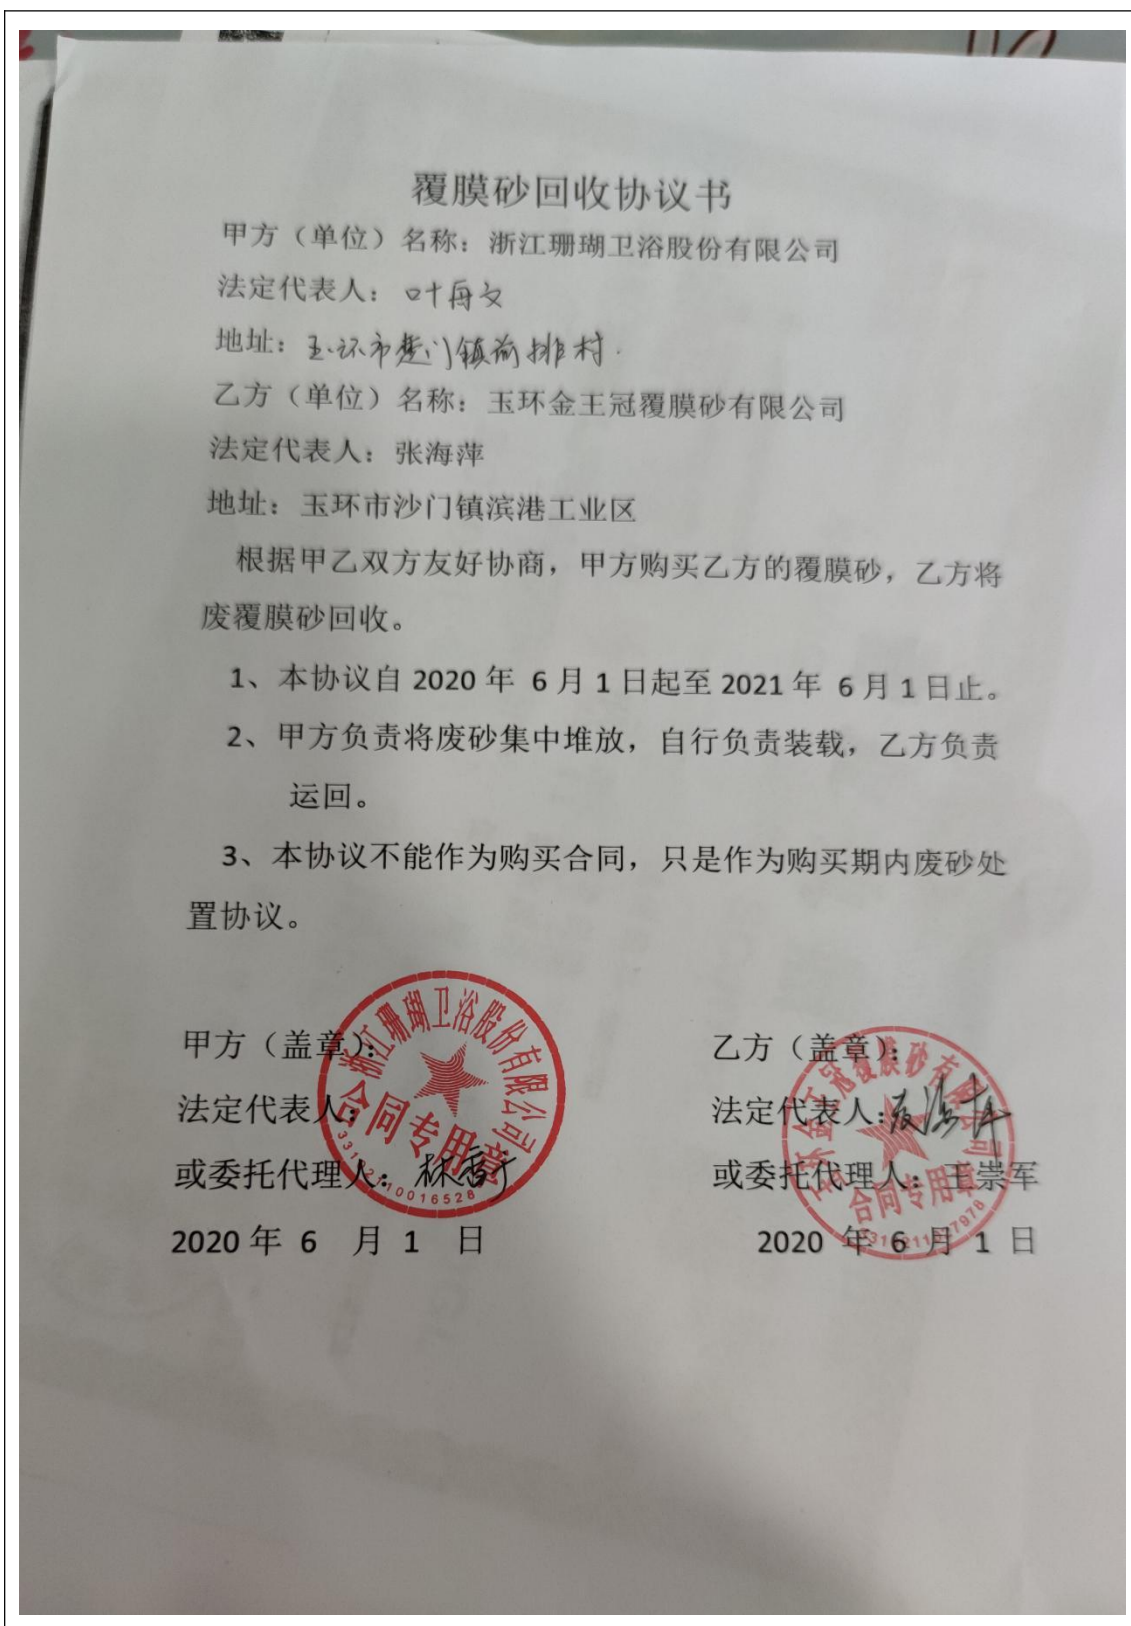 覆膜砂回收协议书
甲方（单位）名称：浙江珊瑚卫浴股份有限公司
法定代表人：叶再文
地址：玉环市楚门镇前排村.
乙方（单位）名称：玉环金王冠覆膜砂有限公司
法定代表人：张海萍
地址：玉环市沙门镇滨港工业区
根据甲乙双方友好协商，甲方购买乙方的覆膜砂，乙方将
废覆膜砂回收。
1、本协议自 2020 年 6 月 1 日起至 2021 年 6 月 1 日止。
2、甲方负责将废砂集中堆放，自行负责装载，乙方负责
运回。
3、本协议不能作为购买合同，只是作为购买期内废砂处
置协议。
甲方（盖章）：
法定代表人：
或委托代理人：
2020 年 6 月 1 日
浙江珊瑚卫浴股份有限公司
合同专用章
乙方（盖章）：
法定代表人：
或委托代理人：王崇军
2020 年 6 月 1 日
玉环金王冠覆膜砂有限公司
合同专用章